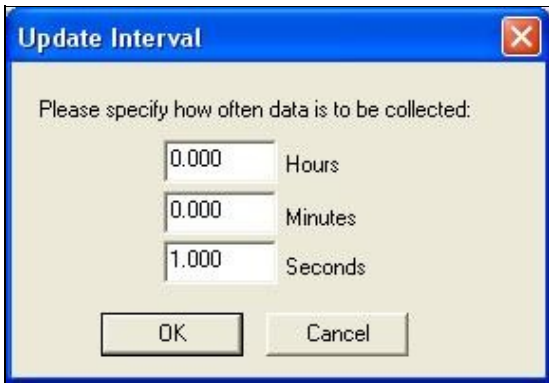 Update Interval
Please specify how often data is to be collected:
0.000 Hours
0.000 Minutes
1.000 Seconds
OK Cancel